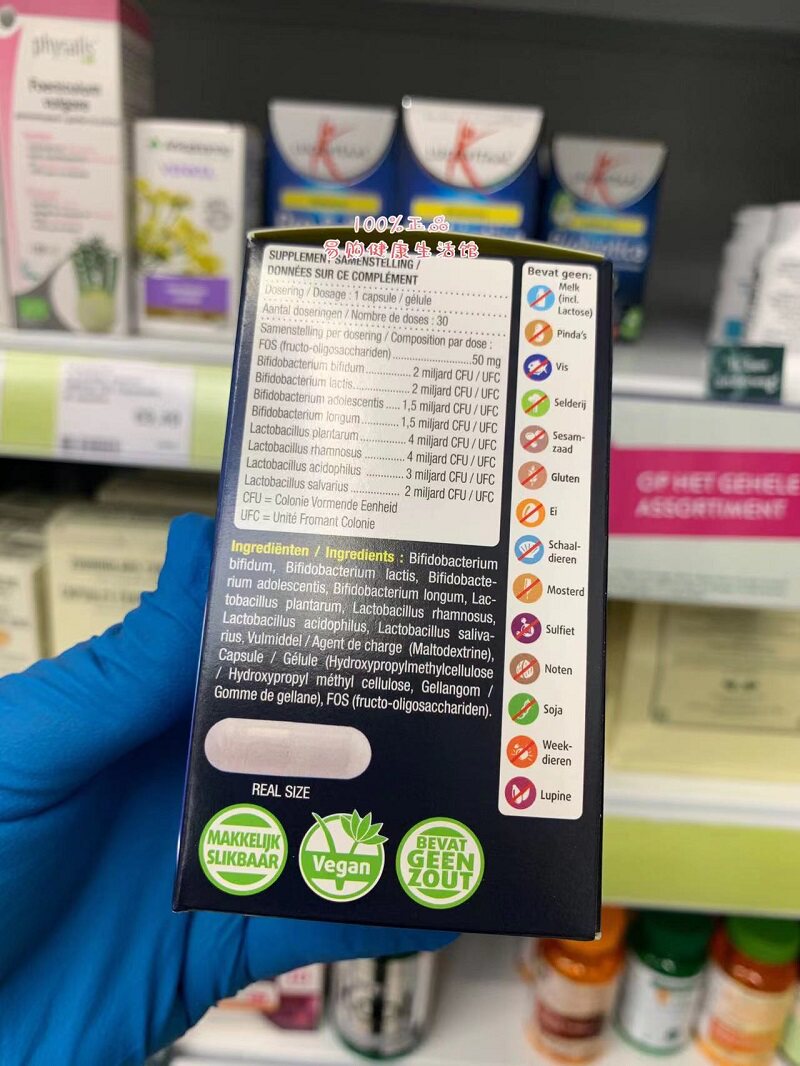 physalis
Foeniculum
vulgare
100%正品
易购健康生活馆
SUPPLEMENT SAMENSTELLING /
DONNÉES SUR CE COMPLÉMENT
Dosering / Dosage : 1 capsule / gélule
Aantal doseringen / Nombre de doses : 30
Samenstelling per dosering / Composition par dose :
FOS (fructo-oligosacchariden) 50 mg
Bifidobacterium bifidum 2 miljard CFU / UFC
Bifidobacterium lactis 2 miljard CFU / UFC
Bifidobacterium adolescentis 1,5 miljard CFU / UFC
Bifidobacterium longum 1,5 miljard CFU / UFC
Lactobacillus plantarum 4 miljard CFU / UFC
Lactobacillus rhamnosus 4 miljard CFU / UFC
Lactobacillus acidophilus 3 miljard CFU / UFC
Lactobacillus salvarius 2 miljard CFU / UFC
CFU = Colonie Vormende Eenheid
UFC = Unité Fromant Colonie
Ingrediënten / Ingredients : Bifidobacterium
bifidum, Bifidobacterium lactis, Bifidobacte-
rium adolescentis, Bifidobacterium longum, Lac-
tobacillus plantarum, Lactobacillus rhamnosus,
Lactobacillus acidophilus, Lactobacillus saliva-
rius, Vulmiddel / Agent de charge (Maltodextrine),
Capsule / Gélule (Hydroxypropylmethylcellulose
/ Hydroxypropyl méthyl cellulose, Gellangom /
Gomme de gellane), FOS (fructo-oligosacchariden).
REAL SIZE
MAKKELIJK
SLIKBAAR
Vegan
BEVAT
GEEN
ZOUT
Bevat geen:
Melk
(incl.
Lactose)
Pinda's
Vis
Selderij
Sesam-
zaad
Gluten
Ei
Schaal-
dieren
Mosterd
Sulfiet
Noten
Soja
Week-
dieren
Lupine
OP HET GEHELE
ASSORTIMENT